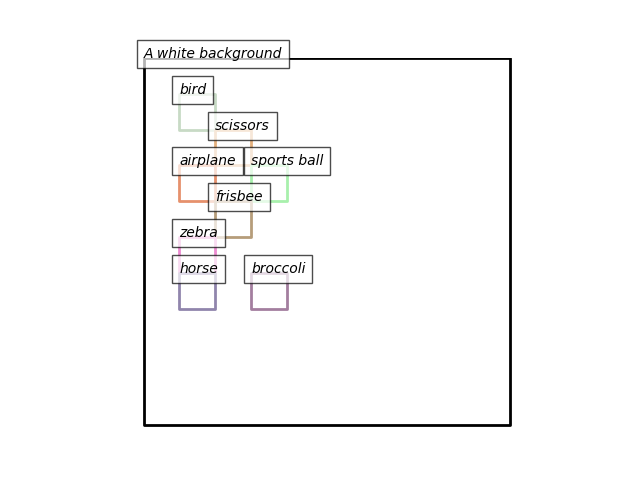 A white background
bird
scissors
airplane
sports ball
frisbee
zebra
horse
broccoli